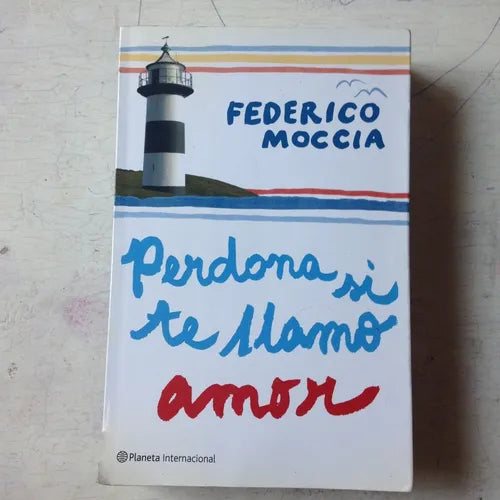 FEDERICO
MOCCIA
Perdona si
te llamo
amor
Planeta Internacional